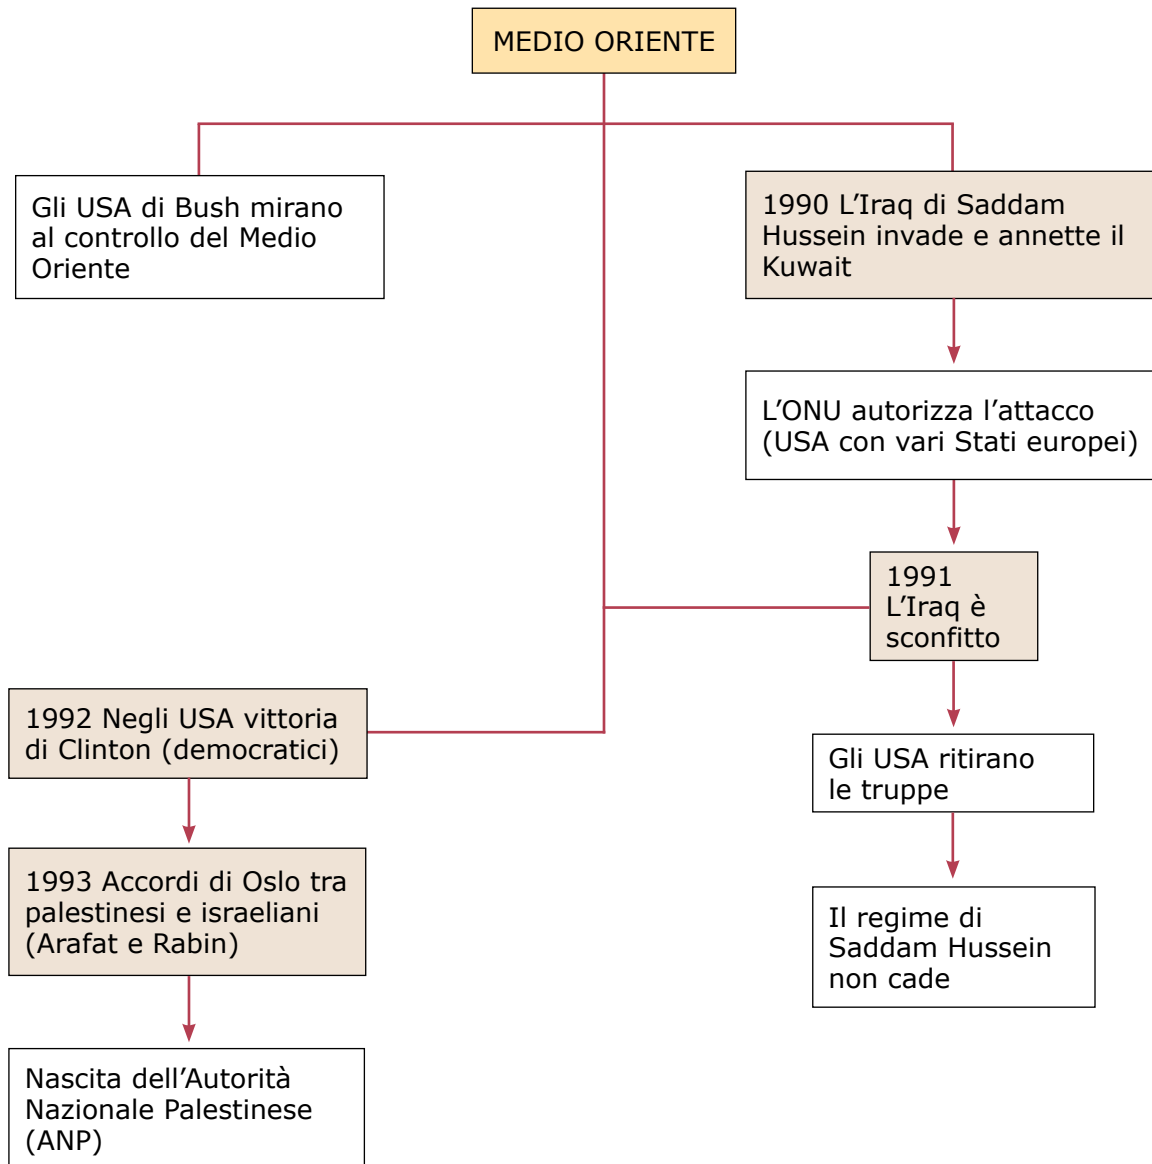 MEDIO ORIENTE
Gli USA di Bush mirano
al controllo del Medio
Oriente
1990 L’Iraq di Saddam
Hussein invade e annette il
Kuwait
L’ONU autorizza l’attacco
(USA con vari Stati europei)
1991
L’Iraq è
sconfitto
1992 Negli USA vittoria
di Clinton (democratici)
Gli USA ritirano
le truppe
1993 Accordi di Oslo tra
palestinesi e israeliani
(Arafat e Rabin)
Il regime di
Saddam Hussein
non cade
Nascita dell’Autorità
Nazionale Palestinese
(ANP)